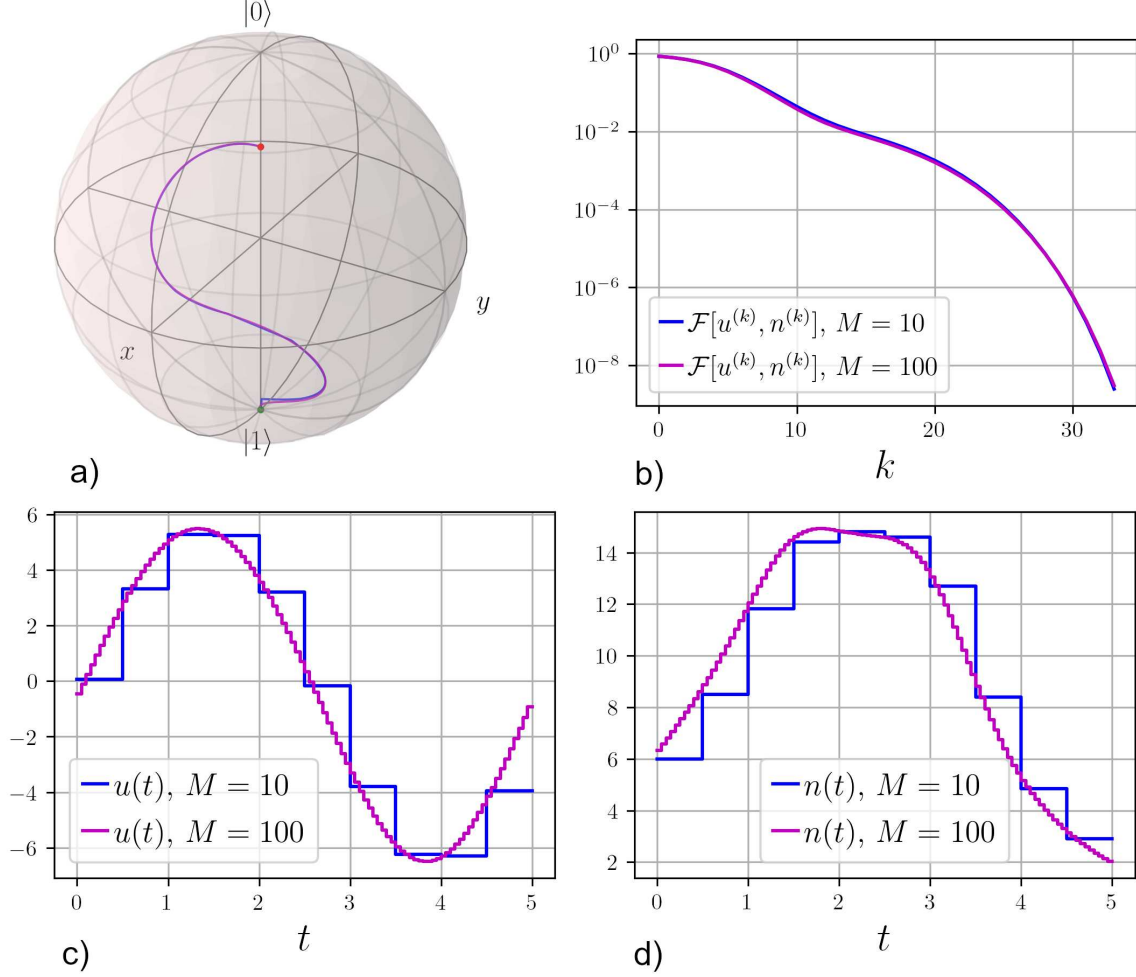 |0⟩
x
y
|1⟩
a)
10⁰
10⁻²
10⁻⁴
10⁻⁶
10⁻⁸
ℱ[u⁽ᵏ⁾, n⁽ᵏ⁾], M = 10
ℱ[u⁽ᵏ⁾, n⁽ᵏ⁾], M = 100
0 10 20 30
k
b)
6
4
2
0
−2
−4
−6
u(t), M = 10
u(t), M = 100
0 1 2 3 4 5
t
c)
14
12
10
8
6
4
2
n(t), M = 10
n(t), M = 100
0 1 2 3 4 5
t
d)